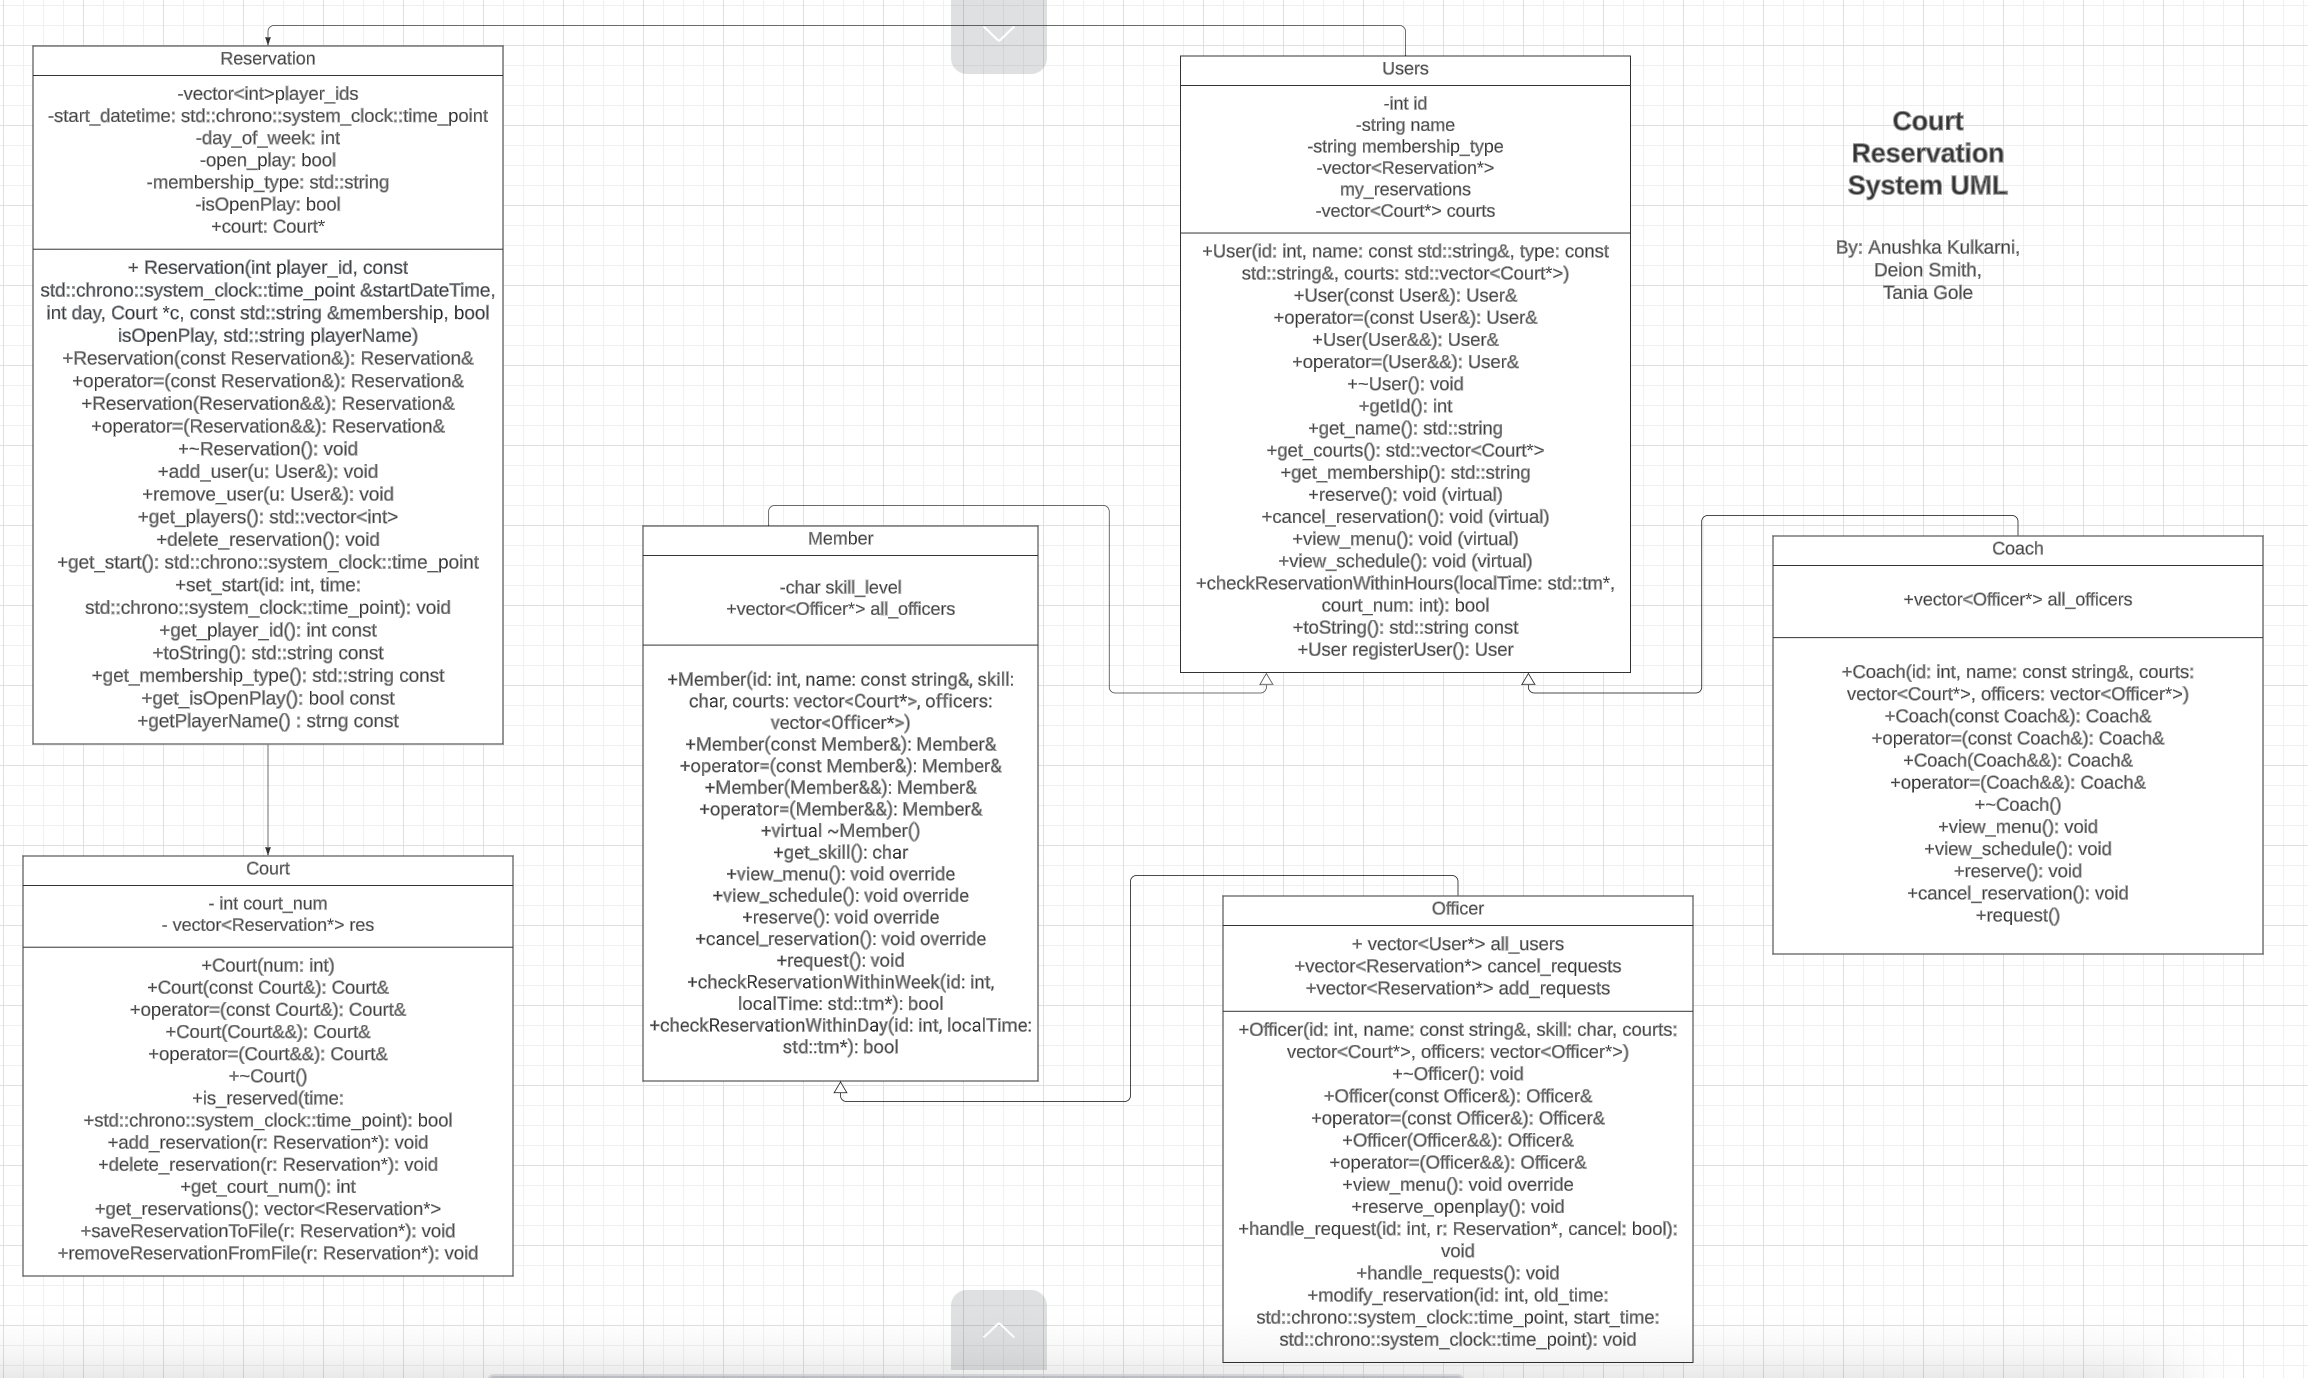 Reservation
-vector<int>player_ids
-start_datetime: std::chrono::system_clock::time_point
-day_of_week: int
-open_play: bool
-membership_type: std::string
-isOpenPlay: bool
+court: Court*
+ Reservation(int player_id, const
std::chrono::system_clock::time_point &startDateTime,
int day, Court *c, const std::string &membership, bool
isOpenPlay, std::string playerName)
+Reservation(const Reservation&): Reservation&
+operator=(const Reservation&): Reservation&
+Reservation(Reservation&&): Reservation&
+operator=(Reservation&&): Reservation&
+~Reservation(): void
+add_user(u: User&): void
+remove_user(u: User&): void
+get_players(): std::vector<int>
+delete_reservation(): void
+get_start(): std::chrono::system_clock::time_point
+set_start(id: int, time:
std::chrono::system_clock::time_point): void
+get_player_id(): int const
+toString(): std::string const
+get_membership_type(): std::string const
+get_isOpenPlay(): bool const
+getPlayerName() : strng const
Court
- int court_num
- vector<Reservation*> res
+Court(num: int)
+Court(const Court&): Court&
+operator=(const Court&): Court&
+Court(Court&&): Court&
+operator=(Court&&): Court&
+~Court()
+is_reserved(time:
+std::chrono::system_clock::time_point): bool
+add_reservation(r: Reservation*): void
+delete_reservation(r: Reservation*): void
+get_court_num(): int
+get_reservations(): vector<Reservation*>
+saveReservationToFile(r: Reservation*): void
+removeReservationFromFile(r: Reservation*): void
Member
-char skill_level
+vector<Officer*> all_officers
+Member(id: int, name: const string&, skill:
char, courts: vector<Court*>, officers:
vector<Officer*>)
+Member(const Member&): Member&
+operator=(const Member&): Member&
+Member(Member&&): Member&
+operator=(Member&&): Member&
+virtual ~Member()
+get_skill(): char
+view_menu(): void override
+view_schedule(): void override
+reserve(): void override
+cancel_reservation(): void override
+request(): void
+checkReservationWithinWeek(id: int,
localTime: std::tm*): bool
+checkReservationWithinDay(id: int, localTime:
std::tm*): bool
Users
-int id
-string name
-string membership_type
-vector<Reservation*>
my_reservations
-vector<Court*> courts
+User(id: int, name: const std::string&, type: const
std::string&, courts: std::vector<Court*>)
+User(const User&): User&
+operator=(const User&): User&
+User(User&&): User&
+operator=(User&&): User&
+~User(): void
+getId(): int
+get_name(): std::string
+get_courts(): std::vector<Court*>
+get_membership(): std::string
+reserve(): void (virtual)
+cancel_reservation(): void (virtual)
+view_menu(): void (virtual)
+view_schedule(): void (virtual)
+checkReservationWithinHours(localTime: std::tm*,
court_num: int): bool
+toString(): std::string const
+User registerUser(): User
Officer
+ vector<User*> all_users
+vector<Reservation*> cancel_requests
+vector<Reservation*> add_requests
+Officer(id: int, name: const string&, skill: char, courts:
vector<Court*>, officers: vector<Officer*>)
+~Officer(): void
+Officer(const Officer&): Officer&
+operator=(const Officer&): Officer&
+Officer(Officer&&): Officer&
+operator=(Officer&&): Officer&
+view_menu(): void override
+reserve_openplay(): void
+handle_request(id: int, r: Reservation*, cancel: bool):
void
+handle_requests(): void
+modify_reservation(id: int, old_time:
std::chrono::system_clock::time_point, start_time:
std::chrono::system_clock::time_point): void
Court
Reservation
System UML
By: Anushka Kulkarni,
Deion Smith,
Tania Gole
Coach
+vector<Officer*> all_officers
+Coach(id: int, name: const string&, courts:
vector<Court*>, officers: vector<Officer*>)
+Coach(const Coach&): Coach&
+operator=(const Coach&): Coach&
+Coach(Coach&&): Coach&
+operator=(Coach&&): Coach&
+~Coach()
+view_menu(): void
+view_schedule(): void
+reserve(): void
+cancel_reservation(): void
+request()